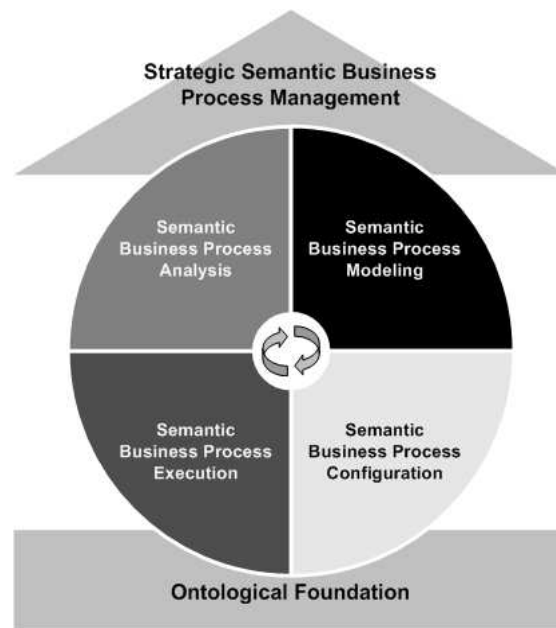 Strategic Semantic Business
Process Management
Semantic
Business Process
Analysis
Semantic
Business Process
Modeling
Semantic
Business Process
Execution
Semantic
Business Process
Configuration
Ontological Foundation